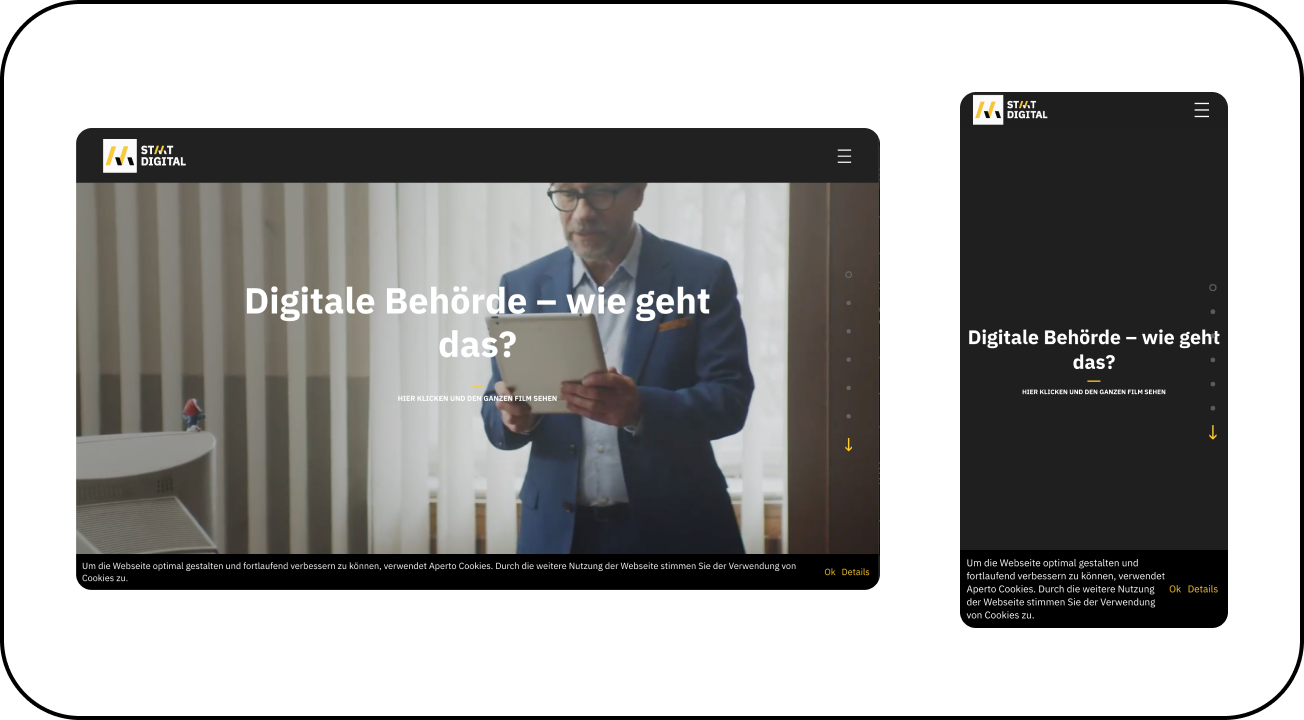 STAAT
DIGITAL
Digitale Behörde – wie geht
das?
HIER KLICKEN UND DEN GANZEN FILM SEHEN
Um die Webseite optimal gestalten und fortlaufend verbessern zu können, verwendet Aperto Cookies. Durch die weitere Nutzung der Webseite stimmen Sie der Verwendung von
Cookies zu.
Ok Details
STAAT
DIGITAL
Digitale Behörde – wie geht
das?
HIER KLICKEN UND DEN GANZEN FILM SEHEN
Um die Webseite optimal gestalten und
fortlaufend verbessern zu können, verwendet
Aperto Cookies. Durch die weitere Nutzung
der Webseite stimmen Sie der Verwendung
von Cookies zu.
Ok Details